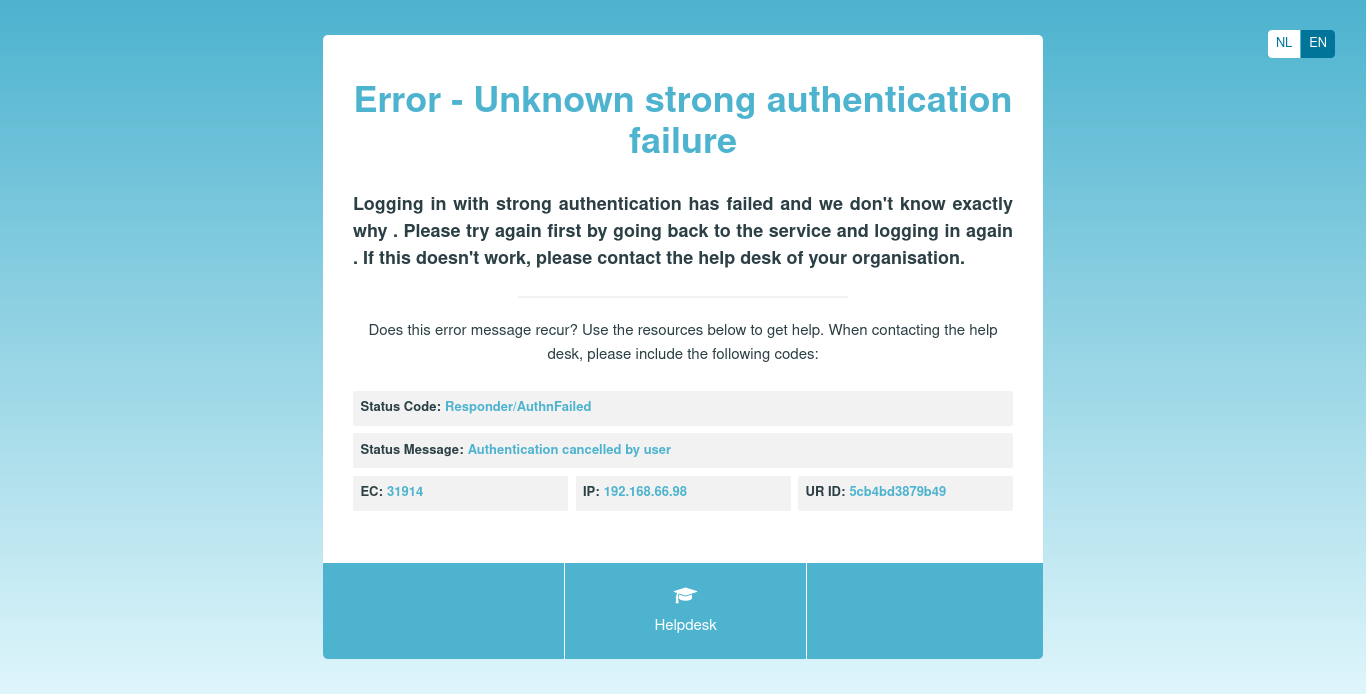 NL EN
Error - Unknown strong authentication
failure
Logging in with strong authentication has failed and we don't know exactly
why . Please try again first by going back to the service and logging in again
. If this doesn't work, please contact the help desk of your organisation.
Does this error message recur? Use the resources below to get help. When contacting the help
desk, please include the following codes:
Status Code: Responder/AuthnFailed
Status Message: Authentication cancelled by user
EC: 31914 IP: 192.168.66.98 UR ID: 5cb4bd3879b49
Helpdesk